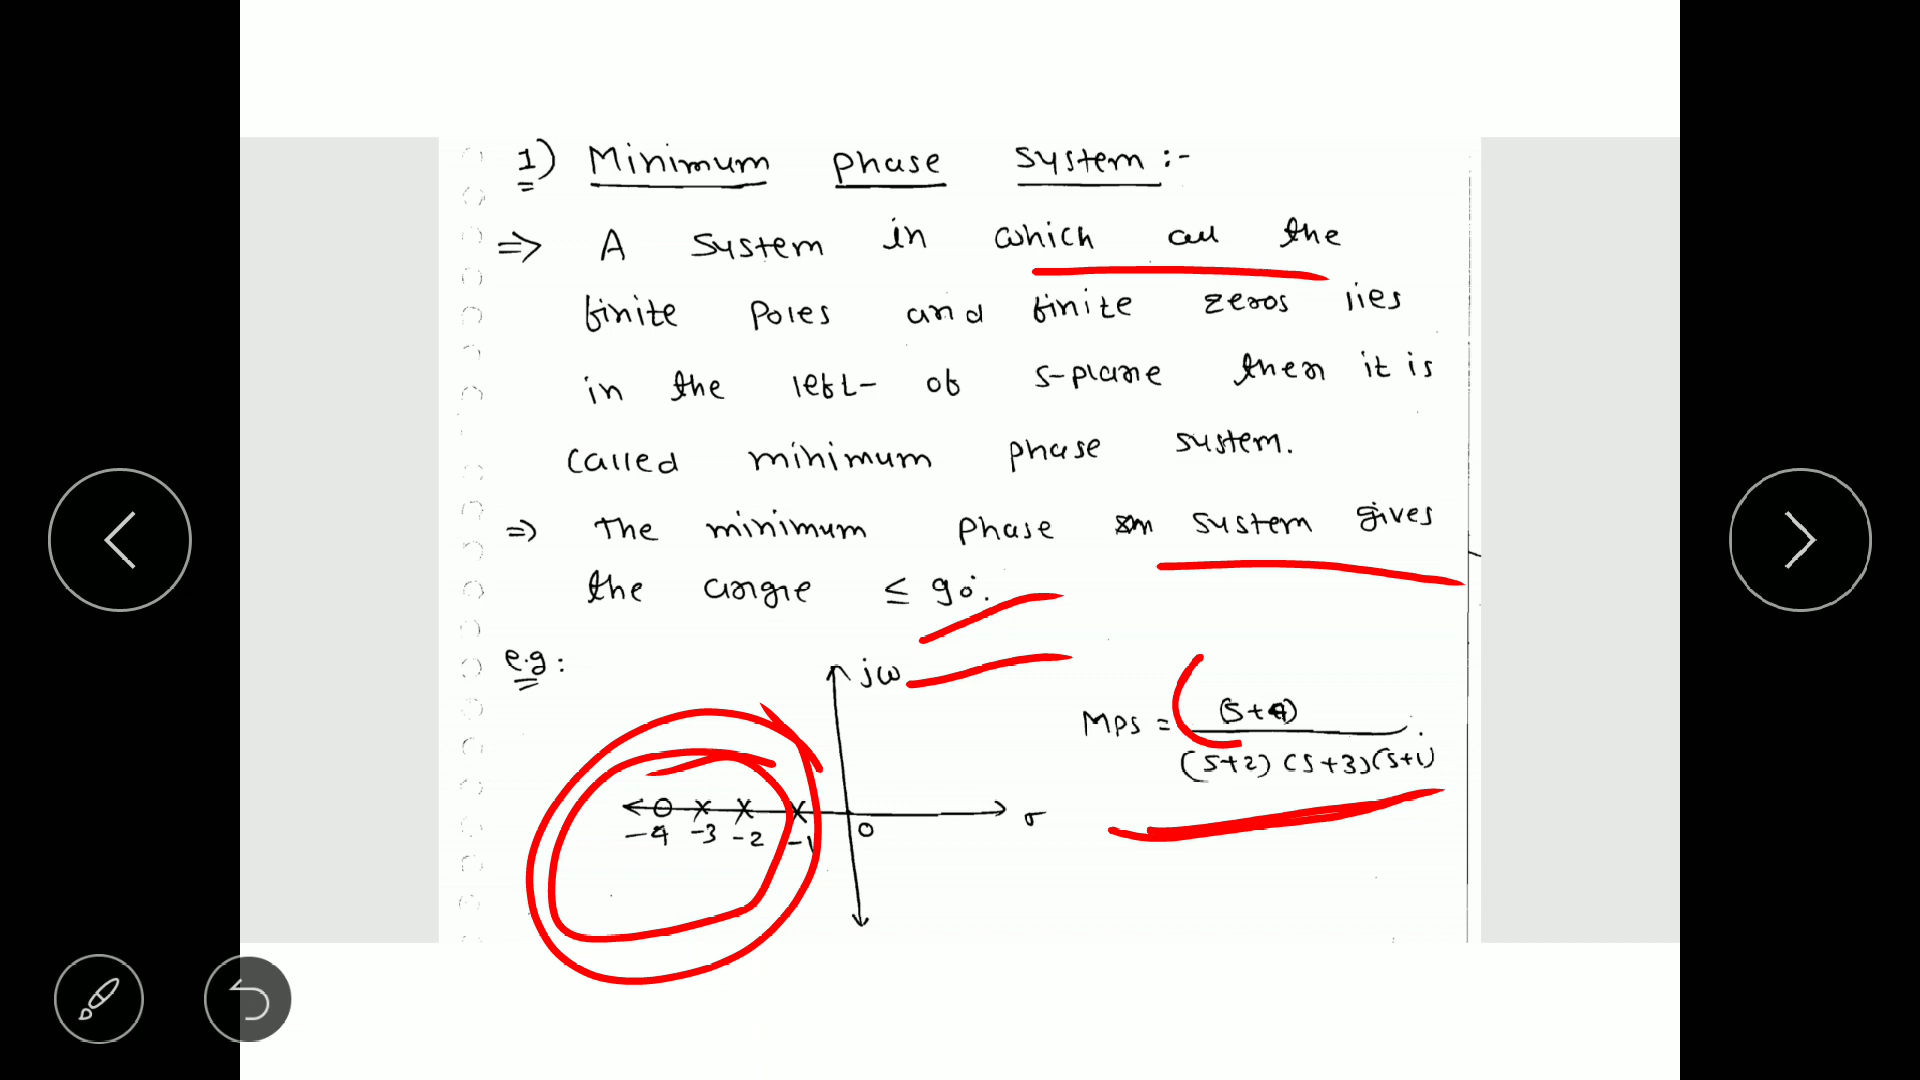 1) Minimum phase system :-
⇒ A system in which all the
finite poles and finite zeros lies
in the left- of s-plane then it is
called minimum phase system.
⇒ The minimum phase system gives
the angle ≤ 90°.
e.g :
jω
MPS = (s+4) / (s+2) (s+3) (s+1)
-4 -3 -2 -1 0 σ